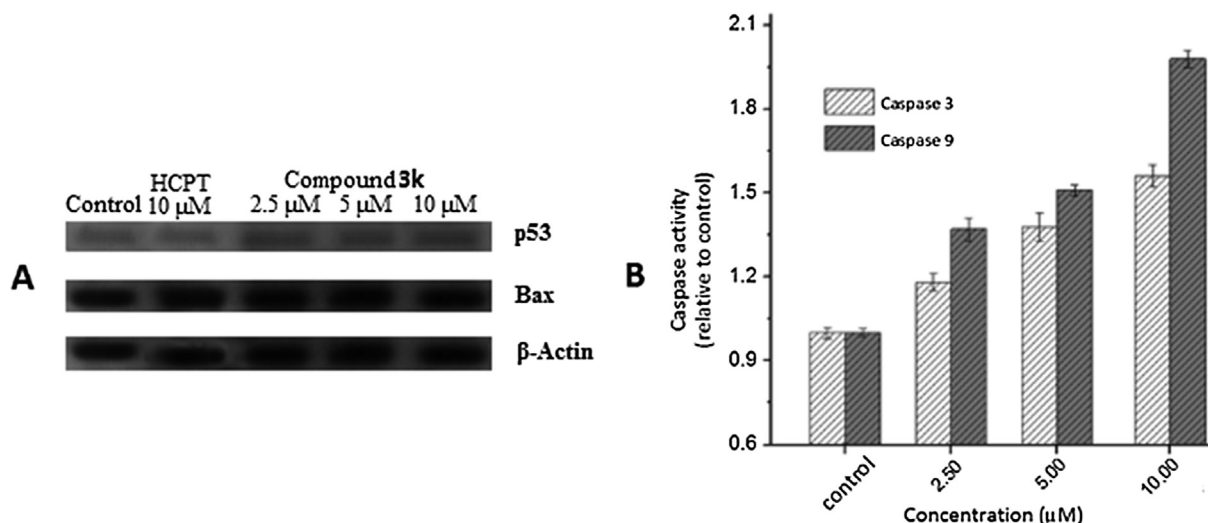 A
HCPT
Compound 3k
Control 10 μM 2.5 μM 5 μM 10 μM
p53
Bax
β-Actin
B
Caspase activity
(relative to control)
2.1
1.8
1.5
1.2
0.9
0.6
Caspase 3
Caspase 9
control
2.50
5.00
10.00
Concentration (μM)